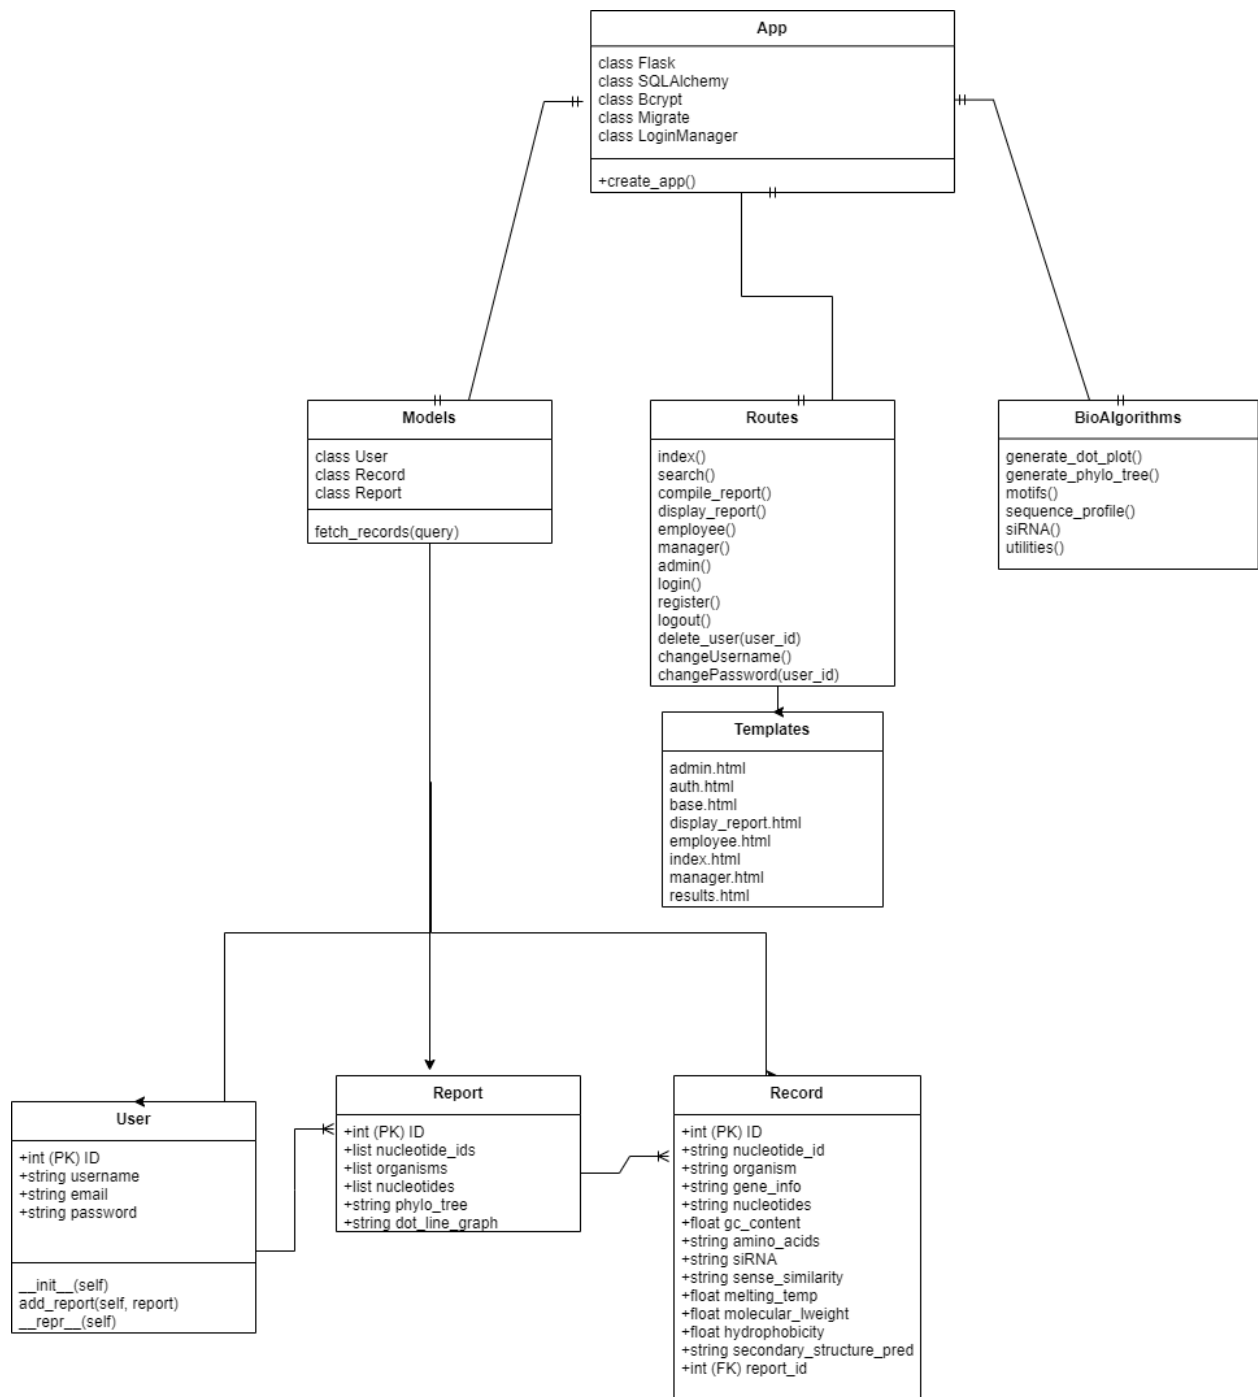 App
class Flask
class SQLAlchemy
class Bcrypt
class Migrate
class LoginManager
+create_app()
Models
class User
class Record
class Report
fetch_records(query)
Routes
index()
search()
compile_report()
display_report()
employee()
manager()
admin()
login()
register()
logout()
delete_user(user_id)
changeUsername()
changePassword(user_id)
BioAlgorithms
generate_dot_plot()
generate_phylo_tree()
motifs()
sequence_profile()
siRNA()
utilities()
Templates
admin.html
auth.html
base.html
display_report.html
employee.html
index.html
manager.html
results.html
User
+int (PK) ID
+string username
+string email
+string password
__init__(self)
add_report(self, report)
__repr__(self)
Report
+int (PK) ID
+list nucleotide_ids
+list organisms
+list nucleotides
+string phylo_tree
+string dot_line_graph
Record
+int (PK) ID
+string nucleotide_id
+string organism
+string gene_info
+string nucleotides
+float gc_content
+string amino_acids
+string siRNA
+string sense_similarity
+float melting_temp
+float molecular_lweight
+float hydrophobicity
+string secondary_structure_pred
+int (FK) report_id